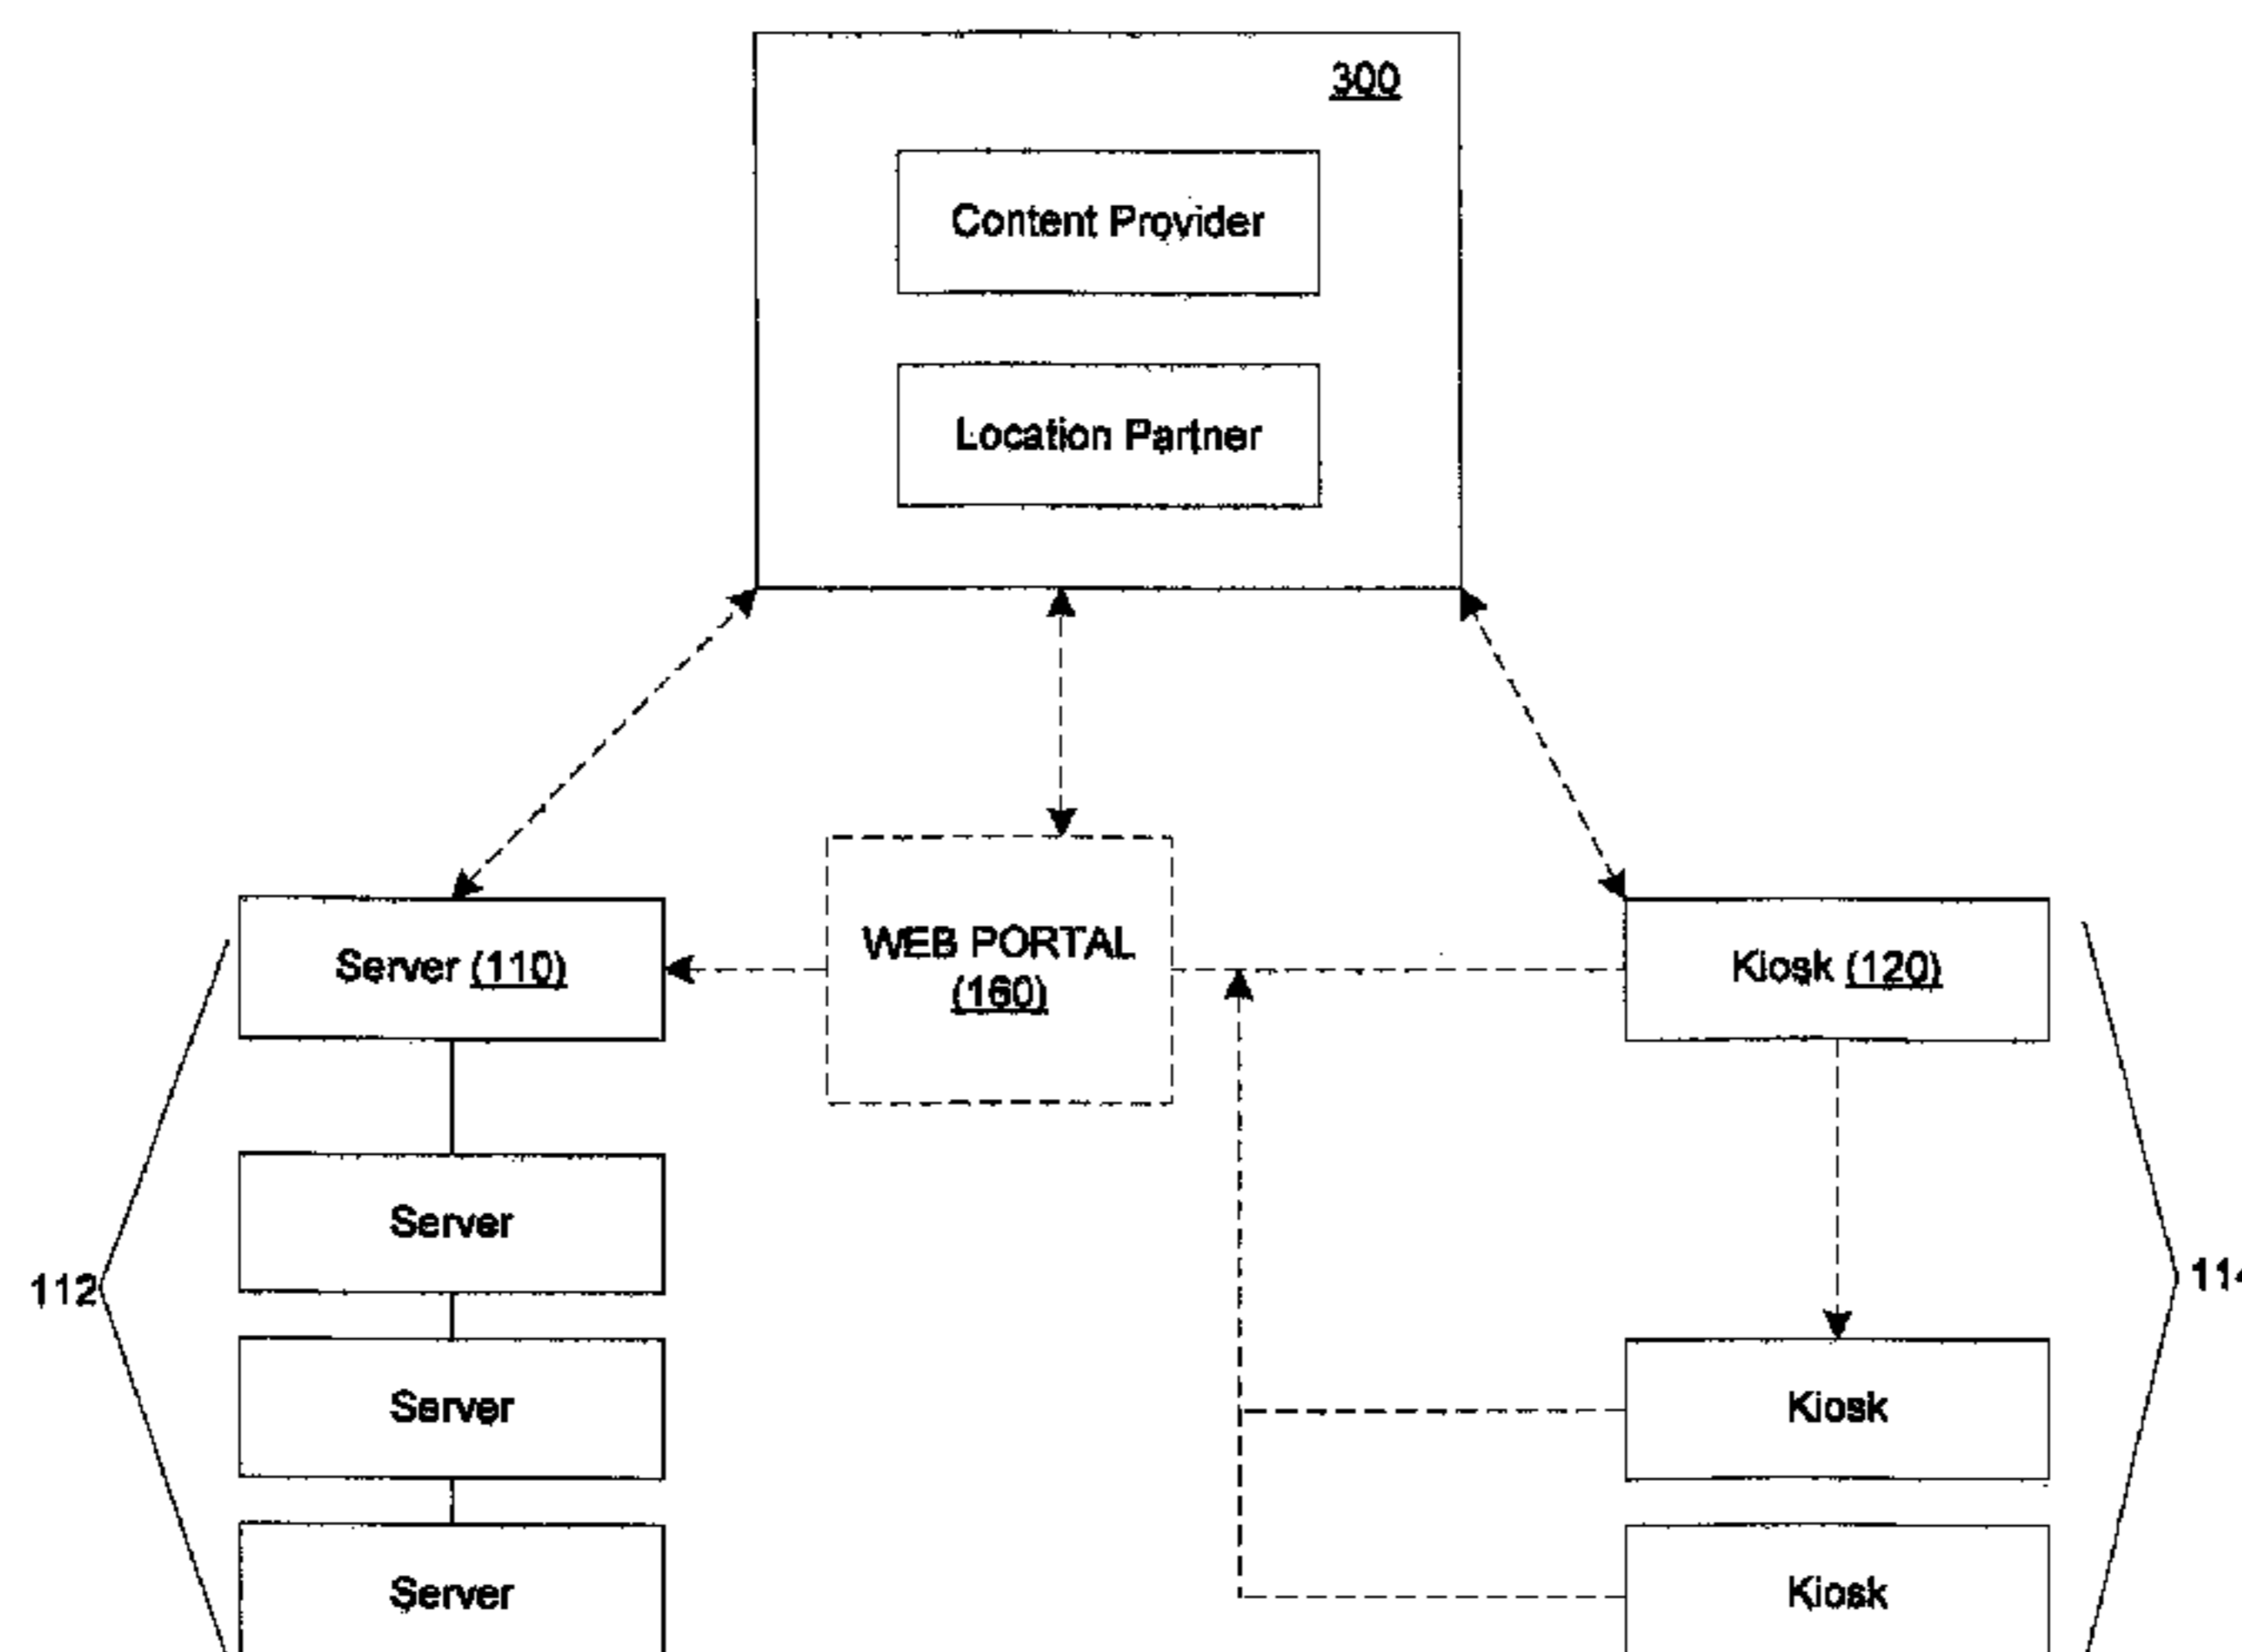 300
Content Provider
Location Partner
Server (110)
WEB PORTAL
(160)
Kiosk (120)
Server
112
Server
Kiosk
Server
Kiosk